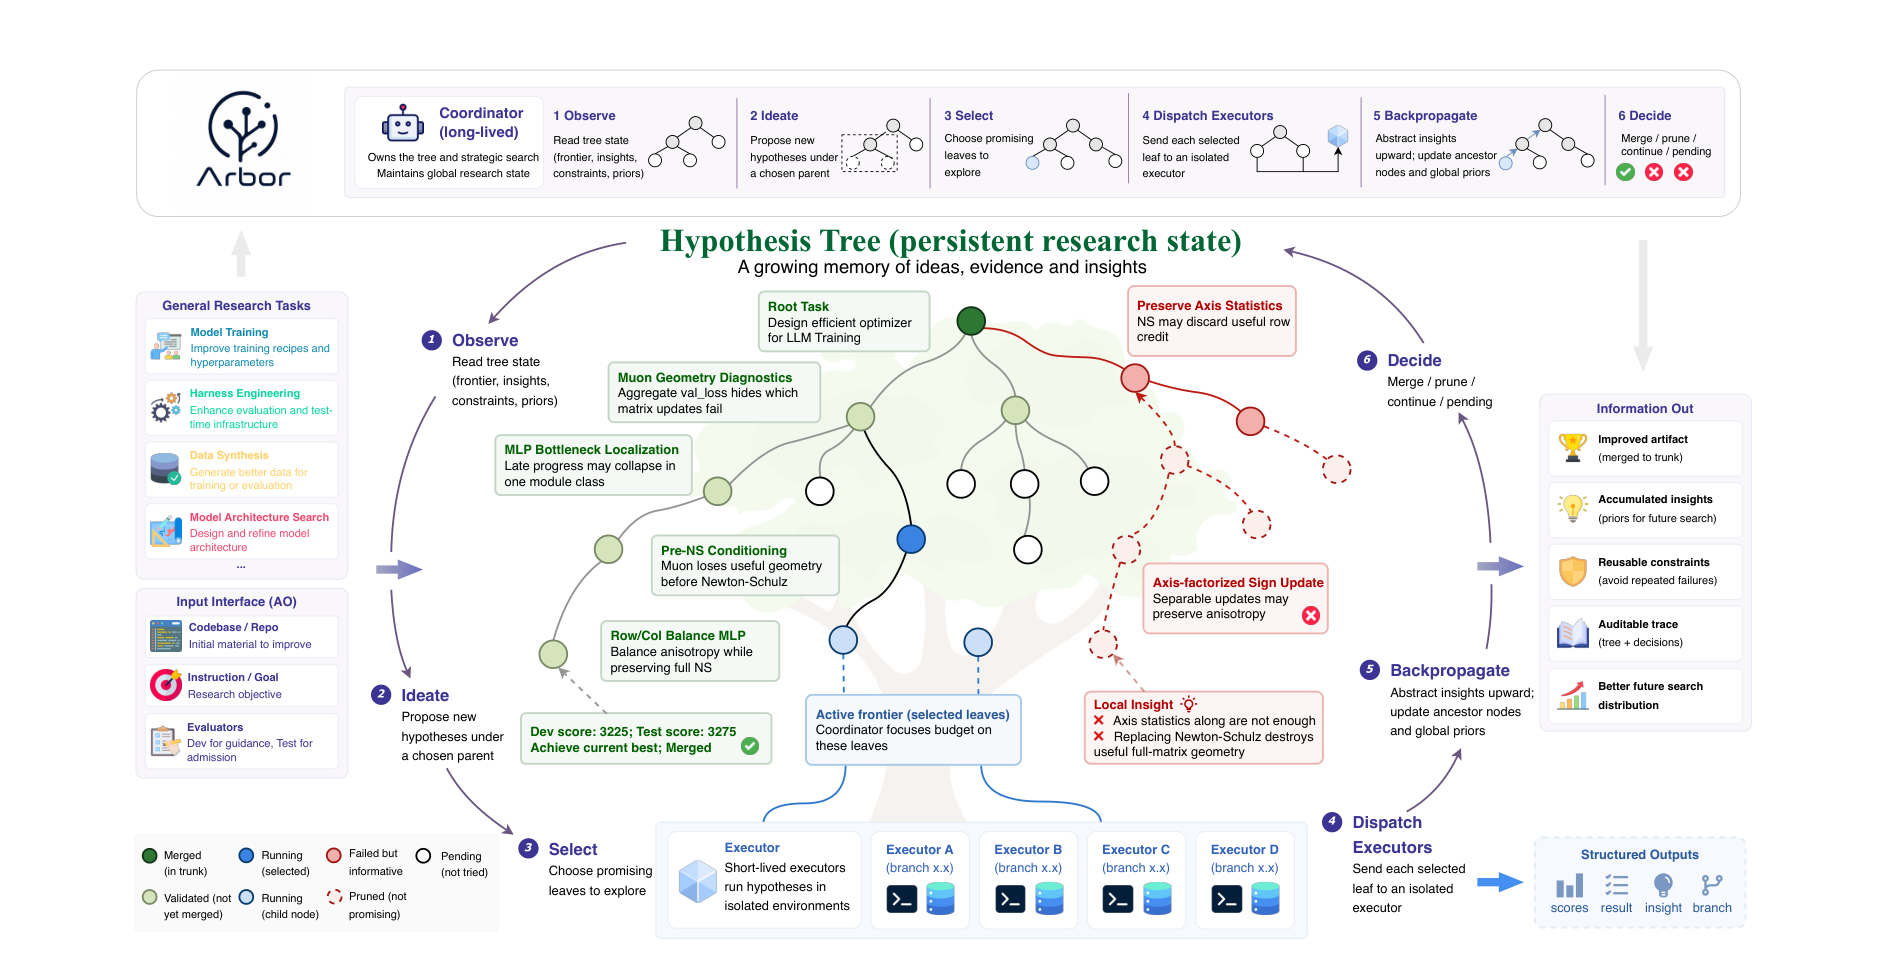 Arbor
Coordinator
(long-lived)
Owns the tree and strategic search
Maintains global research state
1 Observe
Read tree state
(frontier, insights,
constraints, priors)
2 Ideate
Propose new
hypotheses under
a chosen parent
3 Select
Choose promising
leaves to
explore
4 Dispatch Executors
Send each selected
leaf to an isolated
executor
5 Backpropagate
Abstract insights
upward; update ancestor
nodes and global priors
6 Decide
Merge / prune /
continue / pending
Hypothesis Tree (persistent research state)
A growing memory of ideas, evidence and insights
General Research Tasks
Model Training
Improve training recipes and
hyperparameters
Harness Engineering
Enhance evaluation and test-
time infrastructure
Data Synthesis
Generate better data for
training or evaluation
Model Architecture Search
Design and refine model
architecture
...
Input Interface (AO)
Codebase / Repo
Initial material to improve
Instruction / Goal
Research objective
Evaluators
Dev for guidance, Test for
admission
1 Observe
Read tree state
(frontier, insights,
constraints, priors)
2 Ideate
Propose new
hypotheses under
a chosen parent
3 Select
Choose promising
leaves to explore
Root Task
Design efficient optimizer
for LLM Training
Muon Geometry Diagnostics
Aggregate val_loss hides which
matrix updates fail
MLP Bottleneck Localization
Late progress may collapse in
one module class
Pre-NS Conditioning
Muon loses useful geometry
before Newton-Schulz
Row/Col Balance MLP
Balance anisotropy while
preserving full NS
Dev score: 3225; Test score: 3275
Achieve current best; Merged
Active frontier (selected leaves)
Coordinator focuses budget on
these leaves
Preserve Axis Statistics
NS may discard useful row
credit
Axis-factorized Sign Update
Separable updates may
preserve anisotropy
Local Insight
Axis statistics along are not enough
Replacing Newton-Schulz destroys
useful full-matrix geometry
6 Decide
Merge / prune /
continue / pending
5 Backpropagate
Abstract insights upward;
update ancestor nodes
and global priors
4 Dispatch
Executors
Send each selected
leaf to an isolated
executor
Information Out
Improved artifact
(merged to trunk)
Accumulated insights
(priors for future search)
Reusable constraints
(avoid repeated failures)
Auditable trace
(tree + decisions)
Better future search
distribution
Merged
(in trunk)
Running
(selected)
Failed but
informative
Pending
(not tried)
Validated (not
yet merged)
Running
(child node)
Pruned (not
promising)
Executor
Short-lived executors
run hypotheses in
isolated environments
Executor A
(branch x.x)
Executor B
(branch x.x)
Executor C
(branch x.x)
Executor D
(branch x.x)
Structured Outputs
scores result insight branch